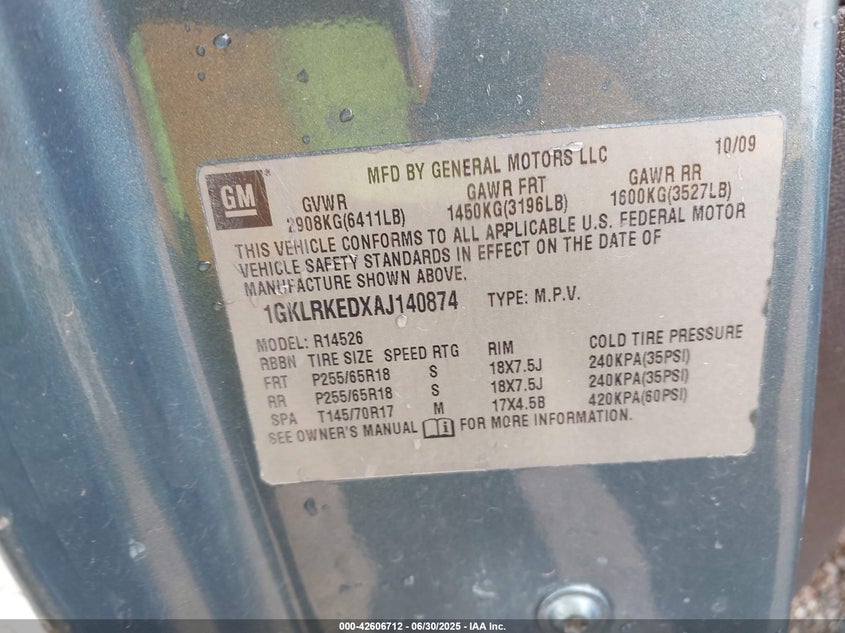 10/09
MFD BY GENERAL MOTORS LLC
GM
GVWR GAWR FRT GAWR RR
2908KG(6411LB) 1450KG(3196LB) 1600KG(3527LB)
THIS VEHICLE CONFORMS TO ALL APPLICABLE U.S. FEDERAL MOTOR
VEHICLE SAFETY STANDARDS IN EFFECT ON THE DATE OF
MANUFACTURE SHOWN ABOVE.
1GKLRKEDXAJ140874 TYPE: M.P.V.
MODEL: R14526
RBBN TIRE SIZE SPEED RTG RIM COLD TIRE PRESSURE
FRT P255/65R18 S 18X7.5J 240KPA(35PSI)
RR P255/65R18 S 18X7.5J 240KPA(35PSI)
SPA T145/70R17 M 17X4.5B 420KPA(60PSI)
SEE OWNER'S MANUAL FOR MORE INFORMATION.
000-42606712 - 06/30/2025 - IAA Inc.